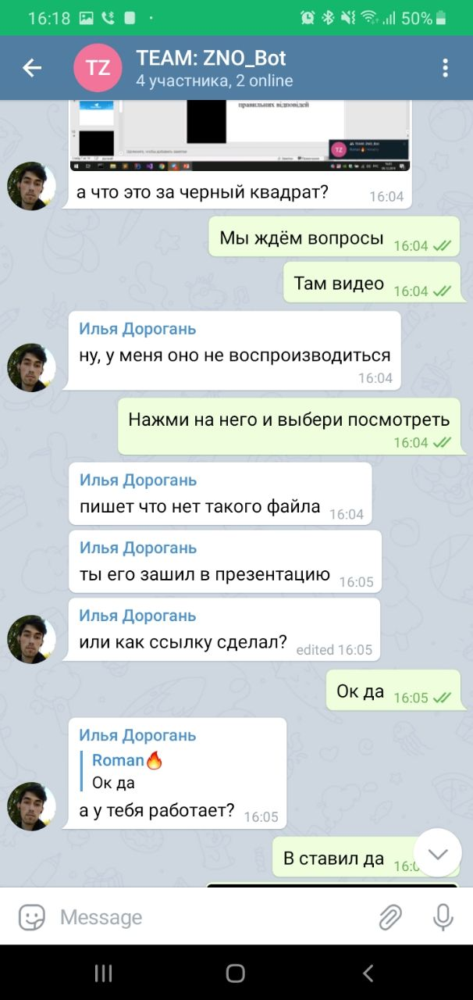 16:18
50%
TZ
TEAM: ZNO_Bot
4 участника, 2 online
правильних відповідей
TZ
а что это за черный квадрат? 16:04
Мы ждём вопросы 16:04
Там видео 16:04
Илья Дорогань
ну, у меня оно не воспроизводиться
16:04
Нажми на него и выбери посмотреть
16:04
Илья Дорогань
пишет что нет такого файла 16:04
Илья Дорогань
ты его зашил в презентацию 16:05
Илья Дорогань
или как ссылку сделал? edited 16:05
Ок да 16:05
Илья Дорогань
Roman🔥
Ок да
а у тебя работает? 16:05
В ставил да
Message